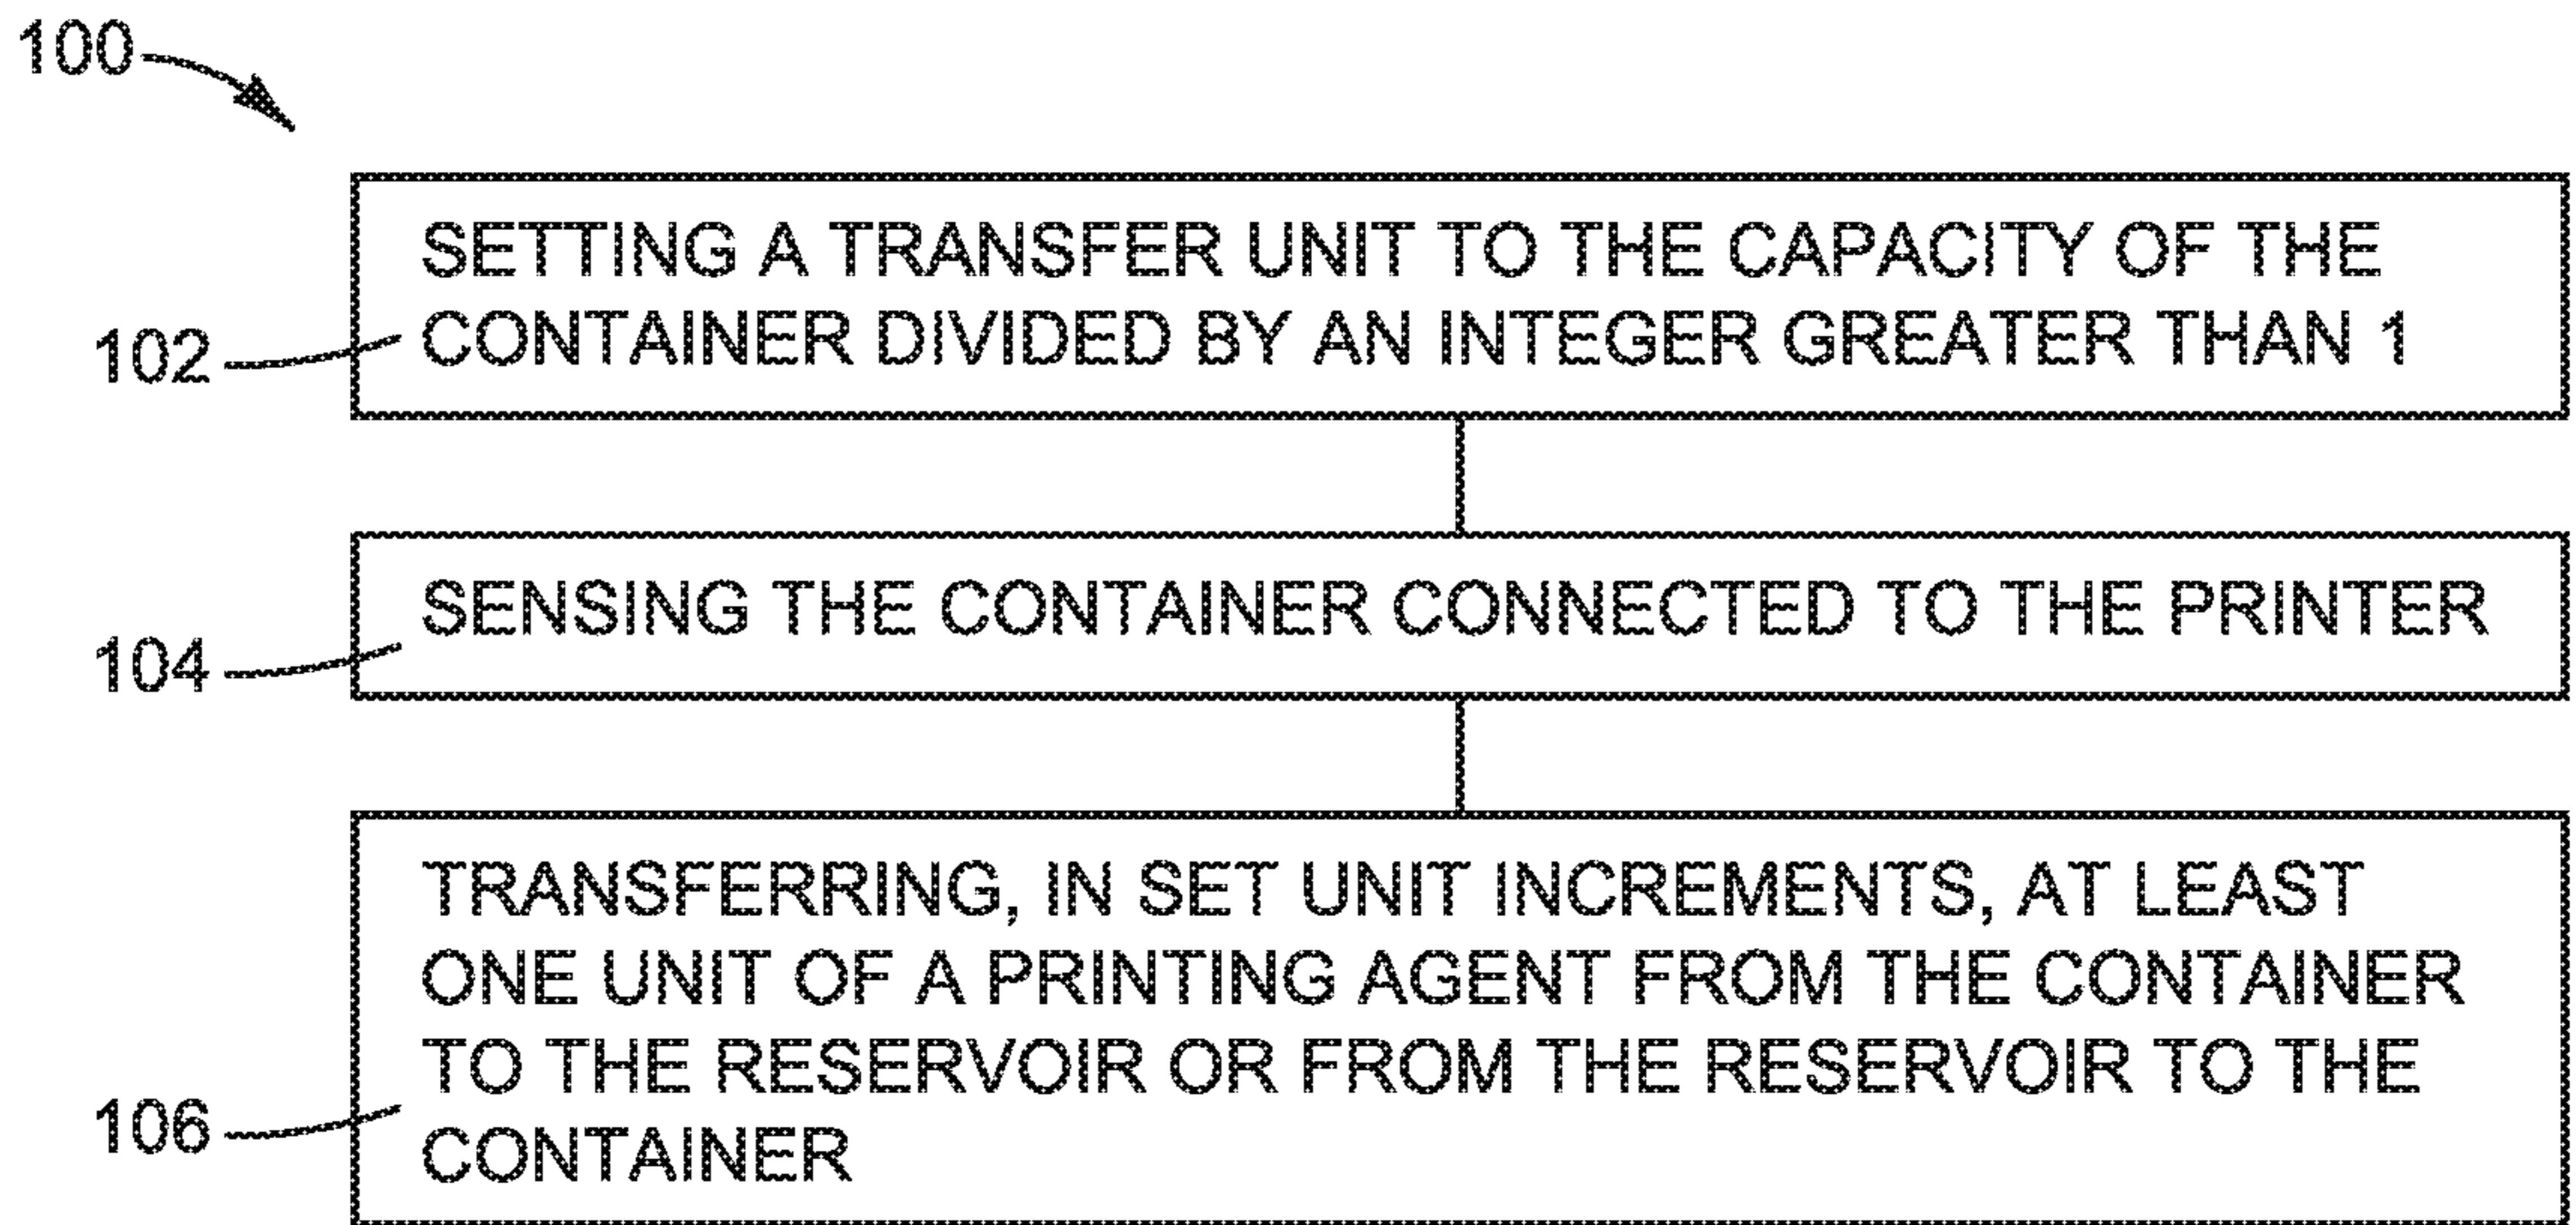 100
SETTING A TRANSFER UNIT TO THE CAPACITY OF THE
CONTAINER DIVIDED BY AN INTEGER GREATER THAN 1
102
SENSING THE CONTAINER CONNECTED TO THE PRINTER
104
TRANSFERRING, IN SET UNIT INCREMENTS, AT LEAST
ONE UNIT OF A PRINTING AGENT FROM THE CONTAINER
TO THE RESERVOIR OR FROM THE RESERVOIR TO THE
CONTAINER
106